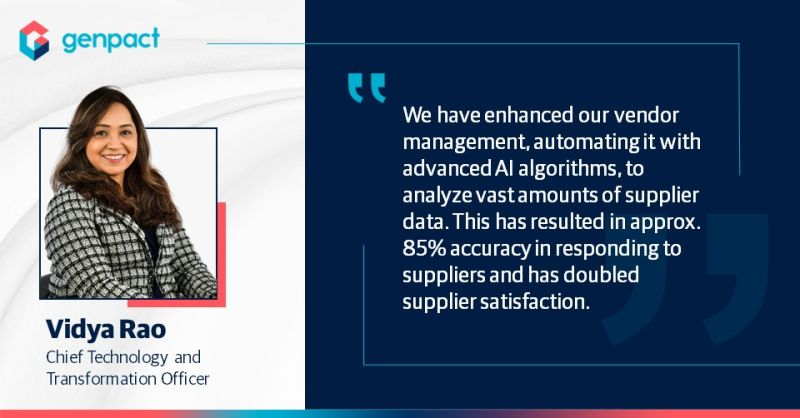 genpact
Vidya Rao
Chief Technology and
Transformation Officer
We have enhanced our vendor
management, automating it with
advanced AI algorithms, to
analyze vast amounts of supplier
data. This has resulted in approx.
85% accuracy in responding to
suppliers and has doubled
supplier satisfaction.